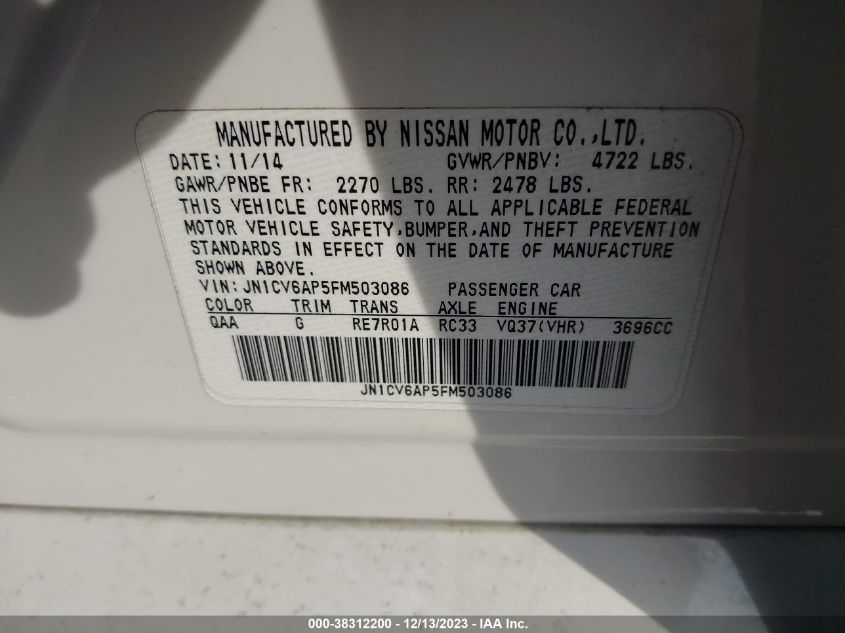 MANUFACTURED BY NISSAN MOTOR CO.,LTD.
DATE: 11/14 GVWR/PNBV: 4722 LBS.
GAWR/PNBE FR: 2270 LBS. RR: 2478 LBS.
THIS VEHICLE CONFORMS TO ALL APPLICABLE FEDERAL
MOTOR VEHICLE SAFETY,BUMPER,AND THEFT PREVENTION
STANDARDS IN EFFECT ON THE DATE OF MANUFACTURE
SHOWN ABOVE.
VIN: JN1CV6AP5FM503086 PASSENGER CAR
COLOR TRIM TRANS AXLE ENGINE
QAA G RE7R01A RC33 VQ37(VHR) 3696CC
JN1CV6AP5FM503086
000-38312200 - 12/13/2023 - IAA Inc.